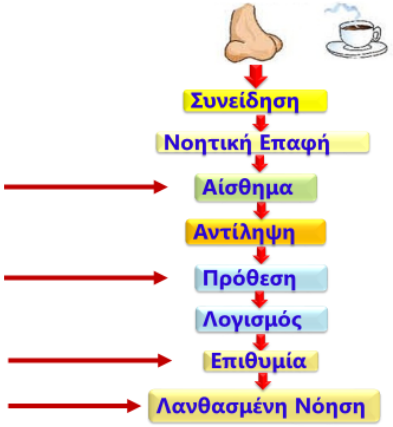 Συνείδηση
Νοητική Επαφή
Αίσθημα
Αντίληψη
Πρόθεση
Λογισμός
Επιθυμία
Λανθασμένη Νόηση